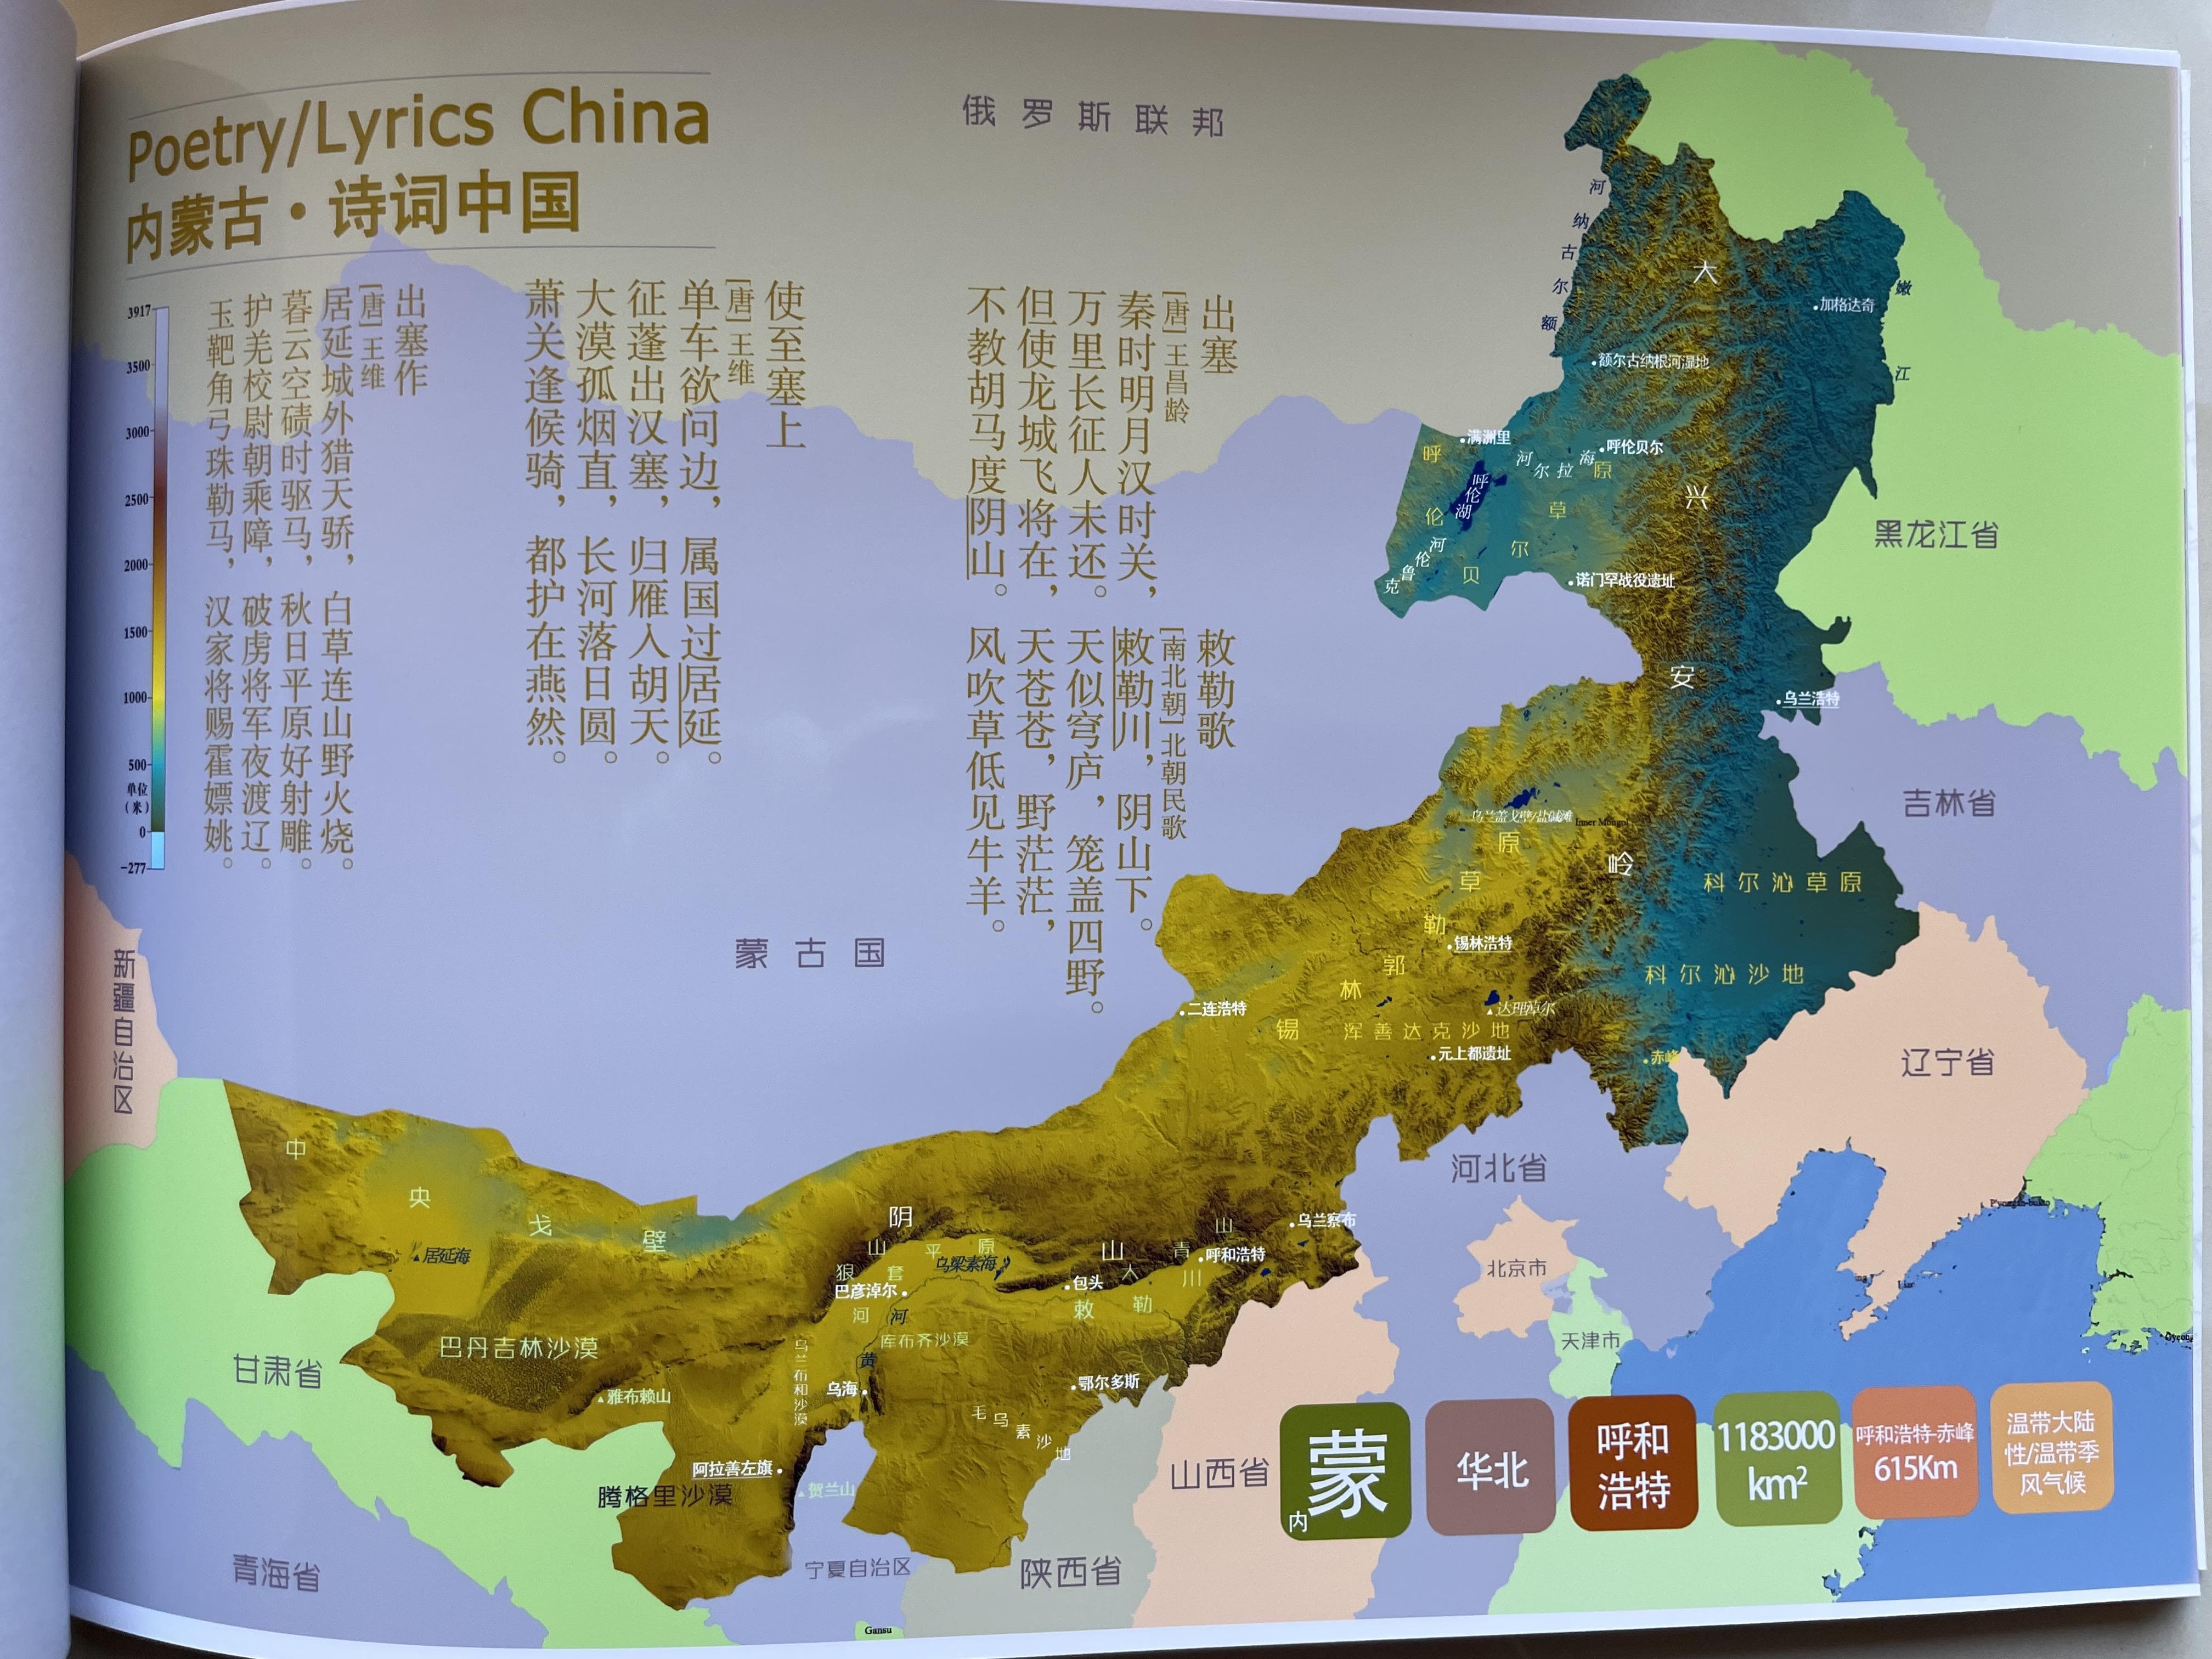 Poetry/Lyrics China
内蒙古·诗词中国
俄罗斯联邦
出塞
[唐] 王昌龄
秦时明月汉时关，
万里长征人未还。
但使龙城飞将在，
不教胡马度阴山。
敕勒歌
[南北朝] 北朝民歌
敕勒川，阴山下。
天似穹庐，笼盖四野。
天苍苍，野茫茫，
风吹草低见牛羊。
使至塞上
[唐] 王维
单车欲问边，属国过居延。
征蓬出汉塞，归雁入胡天。
大漠孤烟直，长河落日圆。
萧关逢候骑，都护在燕然。
出塞作
[唐] 王维
居延城外猎天骄，白草连山野火烧。
暮云空碛时驱马，秋日平原好射雕。
护羌校尉朝乘障，破虏将军夜渡辽。
玉靶角弓珠勒马，汉家将赐霍嫖姚。
3917
3500
3000
2500
2000
1500
1000
500
单位
（米）
0
-277
额尔古纳河
嫩江
大兴安岭
加格达奇
额尔古纳根河湿地
满洲里
呼伦贝尔
海拉尔河
呼伦湖
呼伦贝尔草原
克鲁伦河
诺门罕战役遗址
黑龙江省
乌兰浩特
吉林省
乌兰盖戈壁/盐碱滩
Inner Mongol
科尔沁草原
科尔沁沙地
锡林郭勒草原
锡林浩特
达里淖尔
二连浩特
浑善达克沙地
元上都遗址
赤峰
辽宁省
蒙古国
新疆自治区
河北省
北京市
天津市
中央戈壁
居延海
阴山
狼山
河套平原
乌梁素海
大青山
乌兰察布
呼和浩特
包头
敕勒川
巴彦淖尔
黄河
库布齐沙漠
巴丹吉林沙漠
雅布赖山
乌兰布和沙漠
乌海
鄂尔多斯
毛乌素沙地
甘肃省
阿拉善左旗
腾格里沙漠
贺兰山
青海省
宁夏自治区
陕西省
山西省
Gansu
内
蒙
华北
呼和
浩特
1183000
km²
呼和浩特-赤峰
615Km
温带大陆
性/温带季
风气候